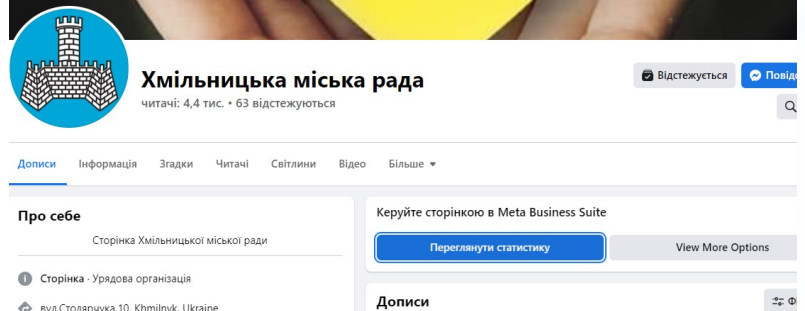 Хмільницька міська рада
читачі: 4,4 тис. • 63 відстежуються
Відстежується
Дописи Інформація Згадки Читачі Світлини Відео Більше
Про себе
Сторінка Хмільницької міської ради
Сторінка · Урядова організація
вул.Столярчука,10, Khmilnyk, Ukraine
Керуйте сторінкою в Meta Business Suite
Переглянути статистику View More Options
Дописи